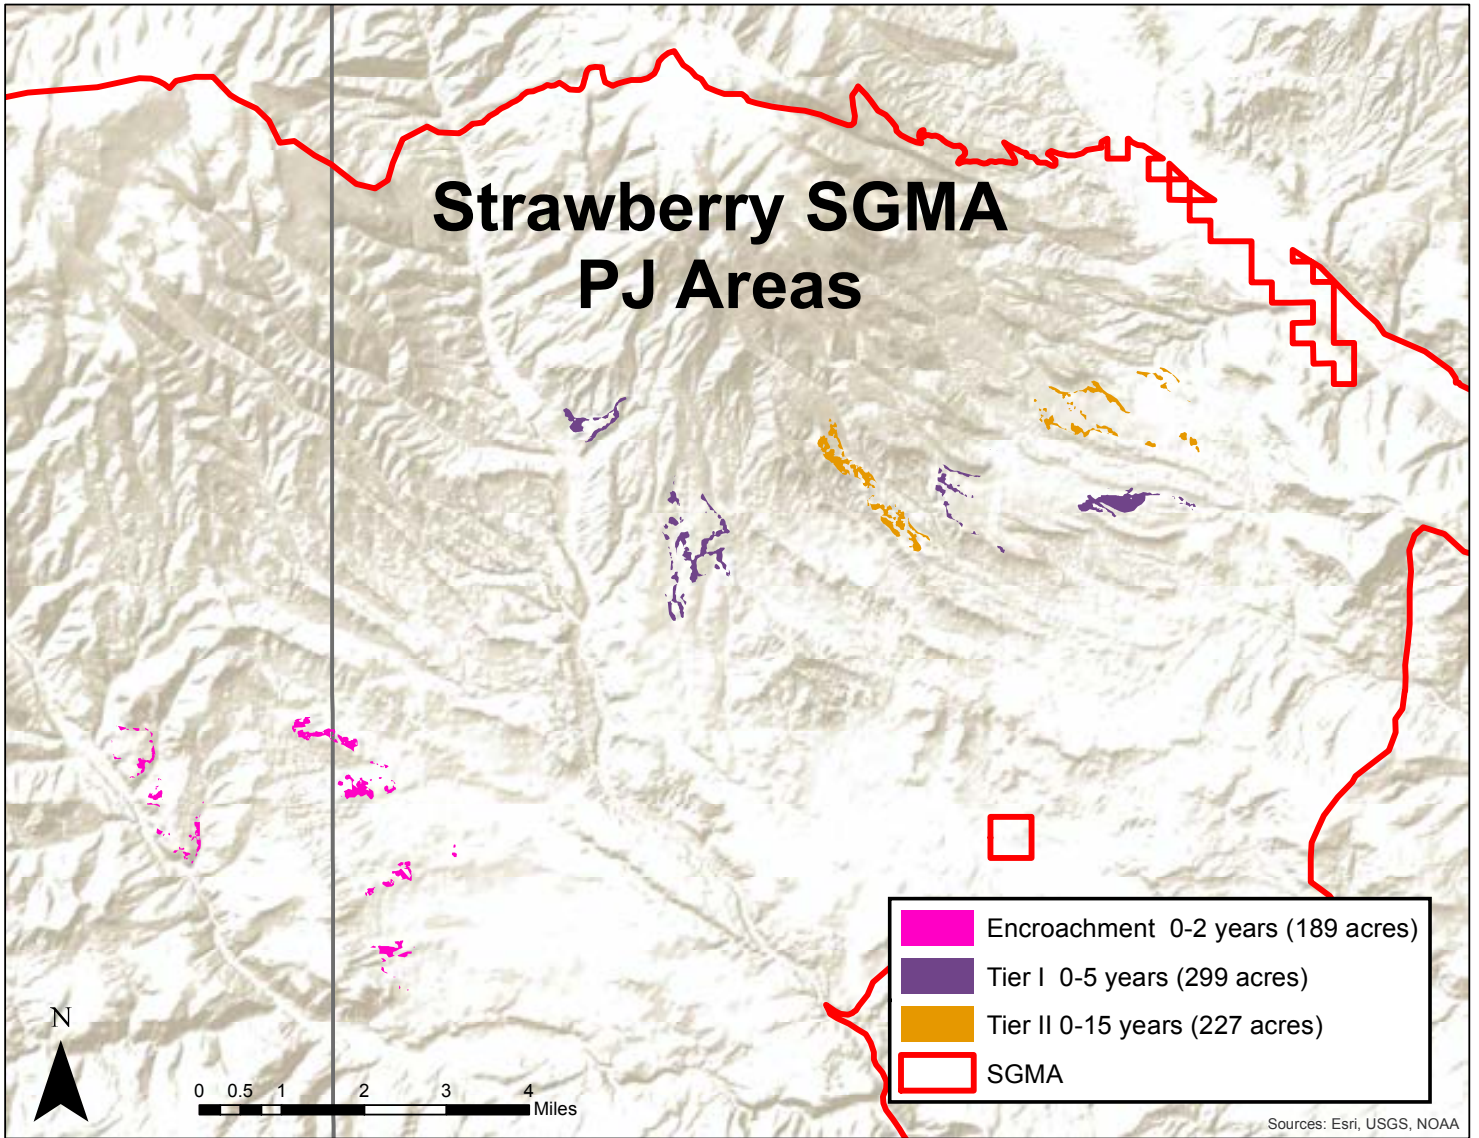 Strawberry SGMA
PJ Areas
Encroachment  0-2 years (189 acres)
Tier I  0-5 years (299 acres)
Tier II 0-15 years (227 acres)
SGMA
N
0 0.5 1 2 3 4
Miles
Sources: Esri, USGS, NOAA